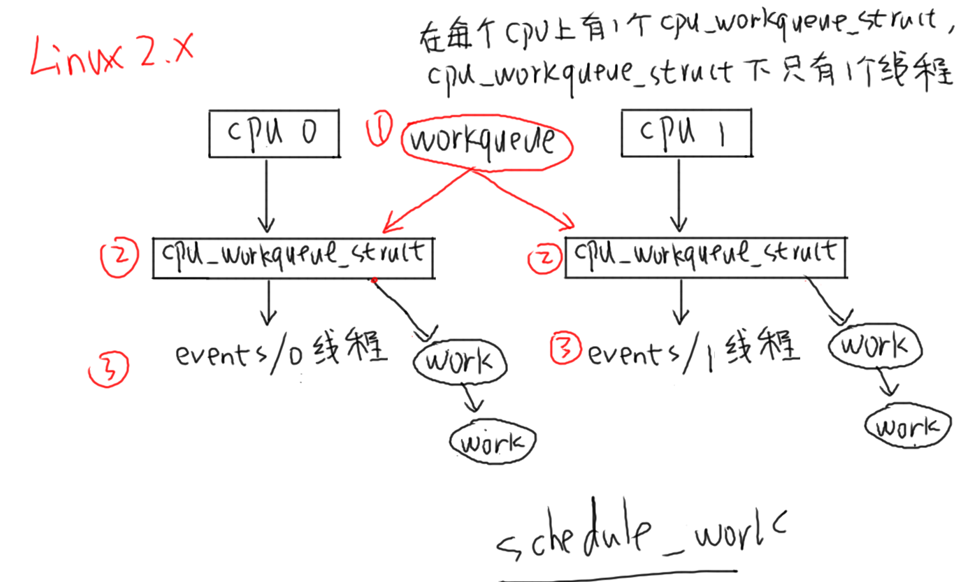 Linux 2.x
在每个CPU上有1个cpu_workqueue_struct,
cpu_workqueue_struct下只有1个线程
cpu 0
① workqueue
cpu 1
② cpu_workqueue_struct
② cpu_workqueue_struct
③ events/0线程
work
work
③ events/1线程
work
work
schedule_work